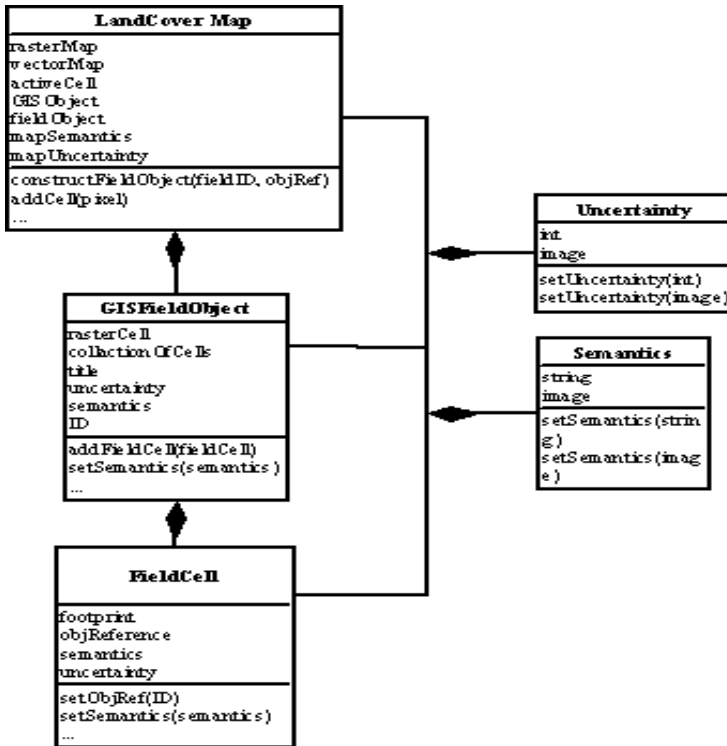 LandCover Map
rasterMap
vectorMap
activeCell
GIS Object
fieldObject
mapSemantics
mapUncertainty
constructFieldObject(fieldID, objRef)
addCell(pixel)
...
Uncertainty
int
image
setUncertainty(int)
setUncertainty(image)
GISFieldObject
rasterCell
collectionOfCells
title
uncertainty
semantics
ID
addFieldCell(fieldCell)
setSemantics(semantics)
...
Semantics
string
image
setSemantics(strin
g)
setSemantics(imag
e)
FieldCell
footprint
objReference
semantics
uncertainty
setObjRef(ID)
setSemantics(semantics)
...